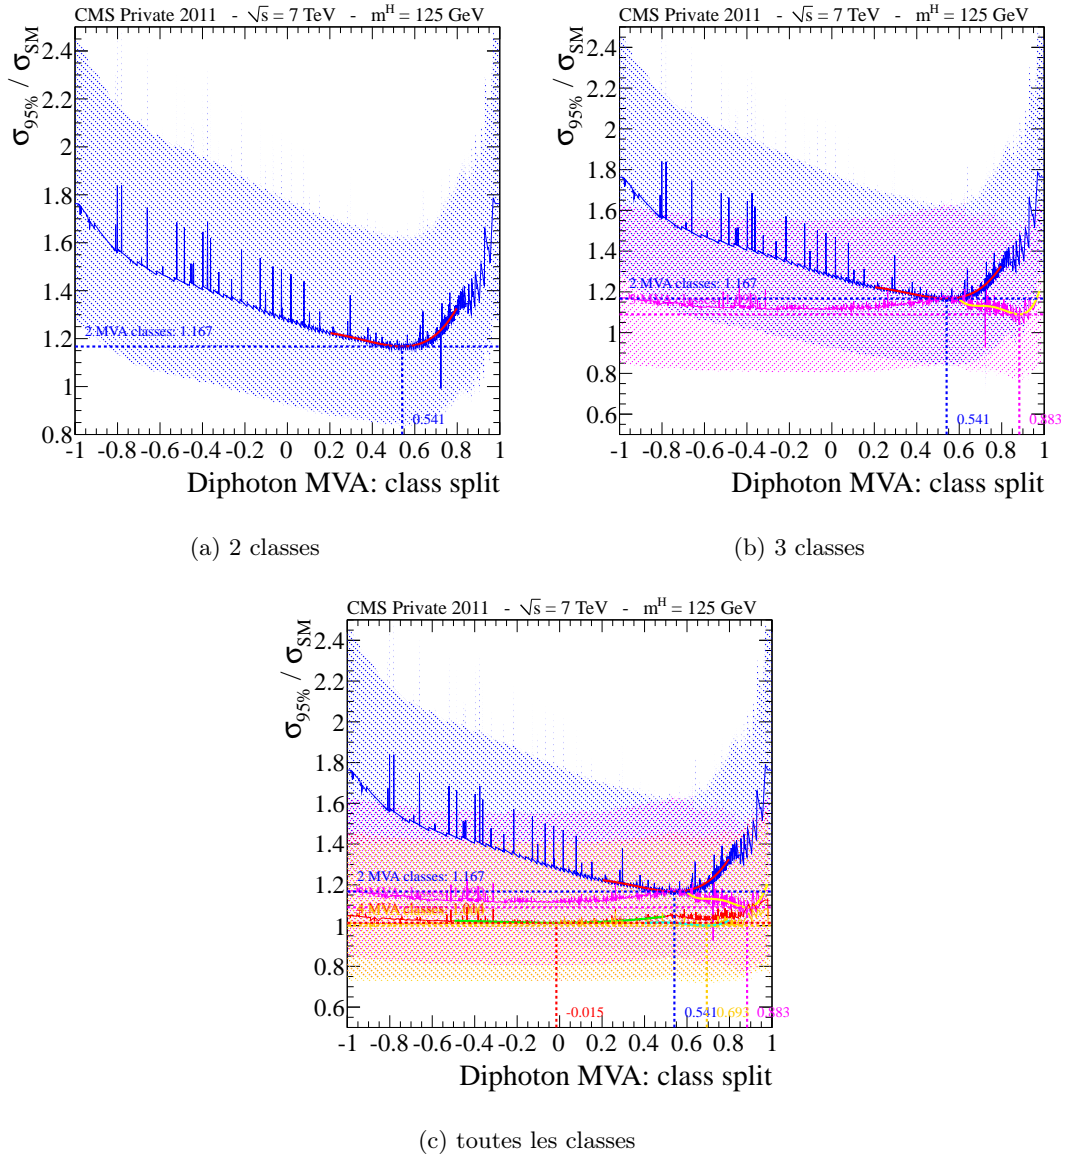 CMS Private 2011 - √s = 7 TeV - m^H = 125 GeV
σ95% / σSM
2.4
2.2
2
1.8
1.6
1.4
1.2
1
0.8
2 MVA classes: 1.167
0.541
-1 -0.8 -0.6 -0.4 -0.2 0 0.2 0.4 0.6 0.8 1
Diphoton MVA: class split
(a) 2 classes
CMS Private 2011 - √s = 7 TeV - m^H = 125 GeV
σ95% / σSM
2.4
2.2
2
1.8
1.6
1.4
1.2
1
0.8
0.6
2 MVA classes: 1.167
0.541 0.883
-1 -0.8 -0.6 -0.4 -0.2 0 0.2 0.4 0.6 0.8 1
Diphoton MVA: class split
(b) 3 classes
CMS Private 2011 - √s = 7 TeV - m^H = 125 GeV
σ95% / σSM
2.4
2.2
2
1.8
1.6
1.4
1.2
1
0.8
0.6
2 MVA classes: 1.167
MVA classes:
-0.015 0.541 0.693 0.883
-1 -0.8 -0.6 -0.4 -0.2 0 0.2 0.4 0.6 0.8 1
Diphoton MVA: class split
(c) toutes les classes